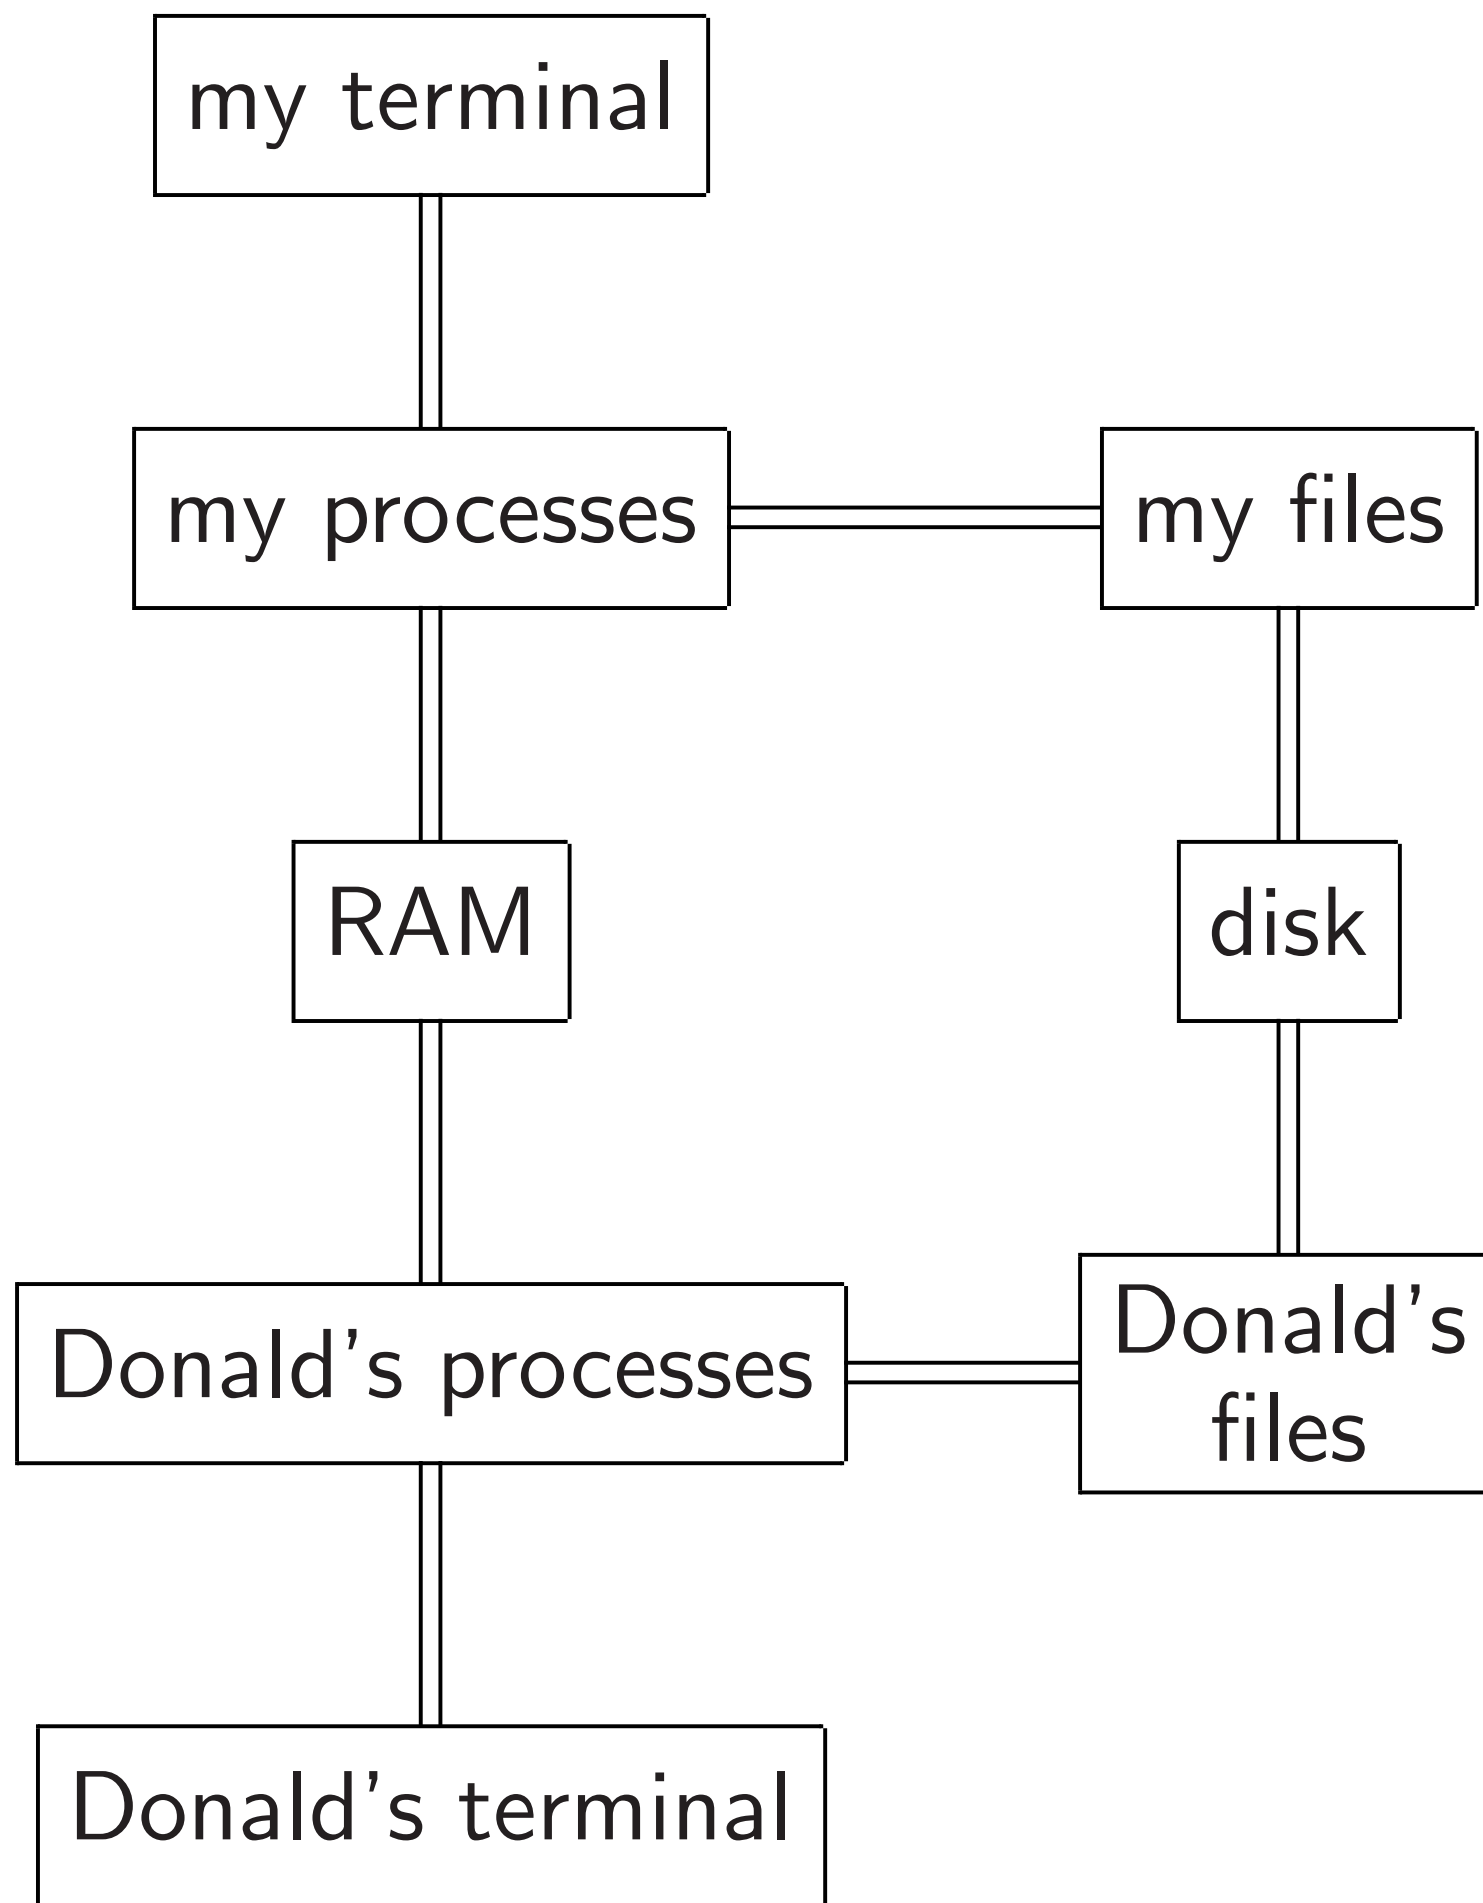 my terminal
my processes
my files
RAM
disk
Donald's processes
Donald's
files
Donald's terminal